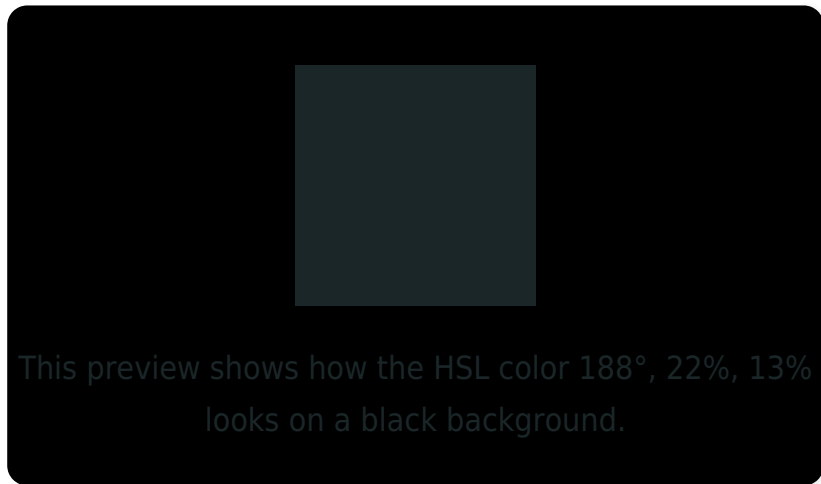 This preview shows how the HSL color 188°, 22%, 13%
looks on a black background.